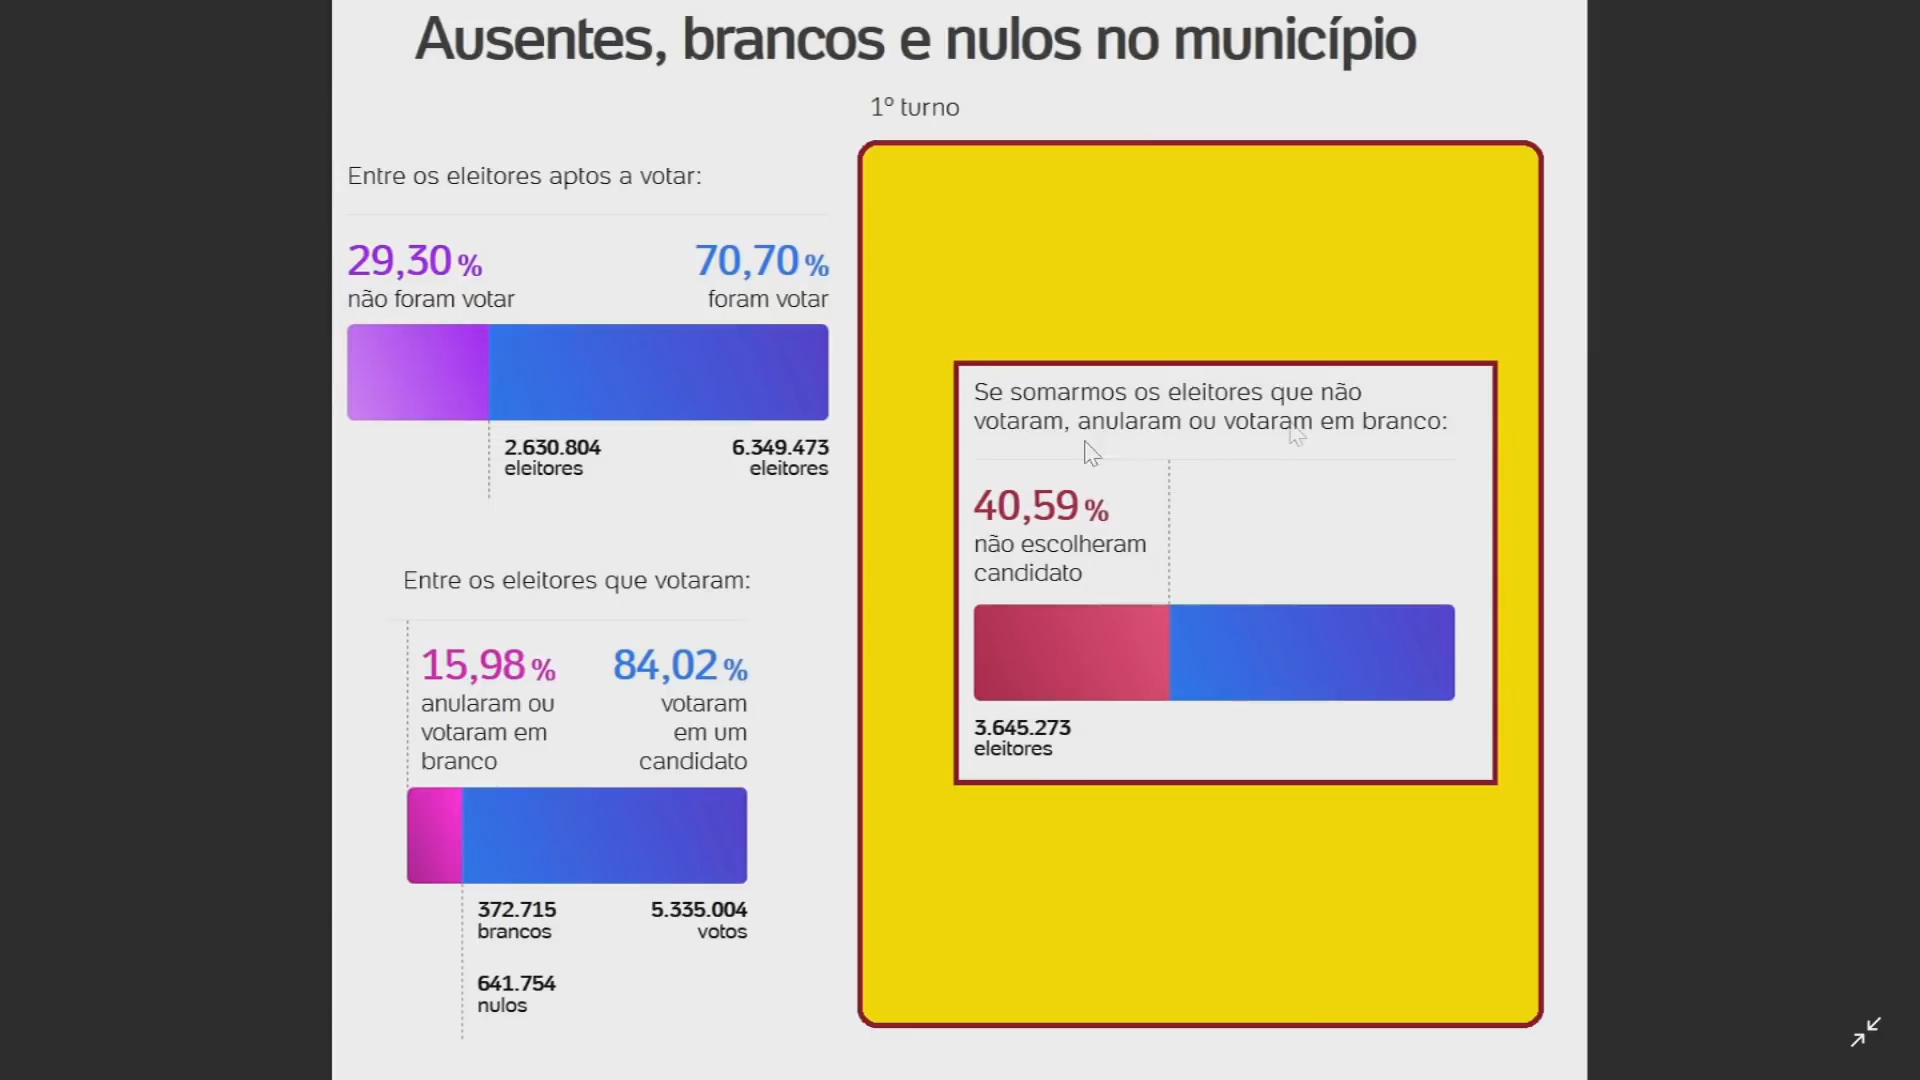 Ausentes, brancos e nulos no município
1º turno
Entre os eleitores aptos a votar:
29,30 %
não foram votar
70,70 %
foram votar
2.630.804
eleitores
6.349.473
eleitores
Entre os eleitores que votaram:
15,98 %
anularam ou
votaram em
branco
84,02 %
votaram
em um
candidato
372.715
brancos
5.335.004
votos
641.754
nulos
Se somarmos os eleitores que não
votaram, anularam ou votaram em branco:
40,59 %
não escolheram
candidato
3.645.273
eleitores